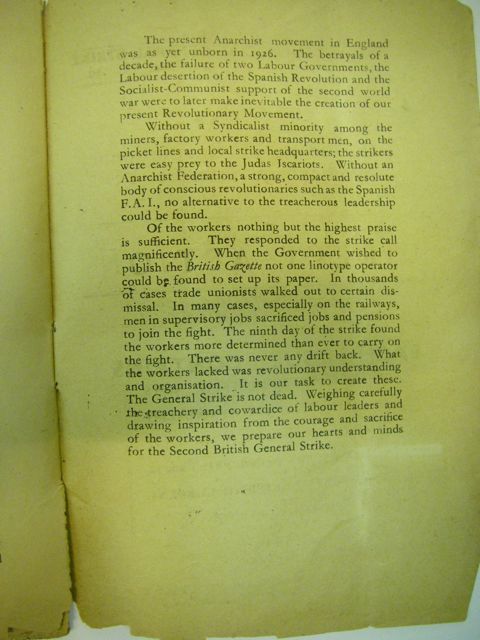 The present Anarchist movement in England
was as yet unborn in 1926. The betrayals of a
decade, the failure of two Labour Governments, the
Labour desertion of the Spanish Revolution and the
Socialist-Communist support of the second world
war were to later make inevitable the creation of our
present Revolutionary Movement.
Without a Syndicalist minority among the
miners, factory workers and transport men, on the
picket lines and local strike headquarters; the strikers
were easy prey to the Judas Iscariots. Without an
Anarchist Federation, a strong, compact and resolute
body of conscious revolutionaries such as the Spanish
F.A.I., no alternative to the treacherous leadership
could be found.
Of the workers nothing but the highest praise
is sufficient. They responded to the strike call
magnificently. When the Government wished to
publish the British Gazette not one linotype operator
could be found to set up its paper. In thousands
of cases trade unionists walked out to certain dis-
missal. In many cases, especially on the railways,
men in supervisory jobs sacrificed jobs and pensions
to join the fight. The ninth day of the strike found
the workers more determined than ever to carry on
the fight. There was never any drift back. What
the workers lacked was revolutionary understanding
and organisation. It is our task to create these.
The General Strike is not dead. Weighing carefully
the treachery and cowardice of labour leaders and
drawing inspiration from the courage and sacrifice
of the workers, we prepare our hearts and minds
for the Second British General Strike.